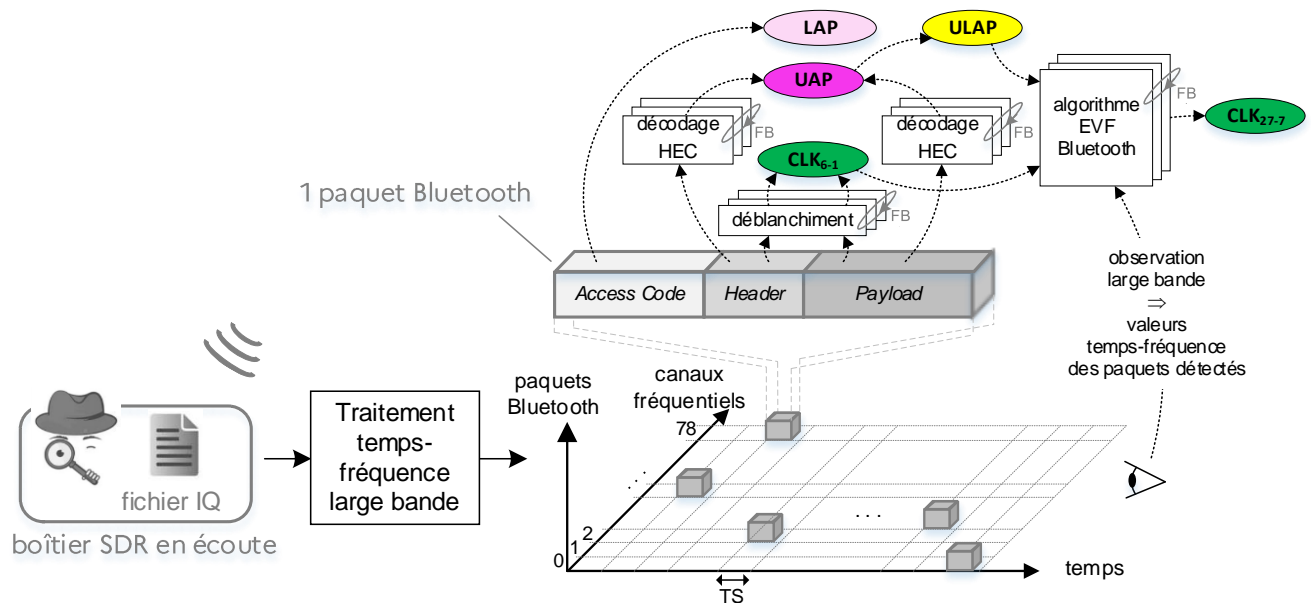 LAP
ULAP
UAP
FB
algorithme
EVF
Bluetooth
CLK27-7
décodage
HEC
FB
décodage
HEC
FB
CLK6-1
1 paquet Bluetooth
déblanchiment
FB
Access Code
Header
Payload
observation
large bande
⇒
valeurs
temps-fréquence
des paquets détectés
paquets
Bluetooth
canaux
fréquentiels
78
. . .
2
1
0
. . .
Traitement
temps-
fréquence
large bande
fichier IQ
boîtier SDR en écoute
temps
TS